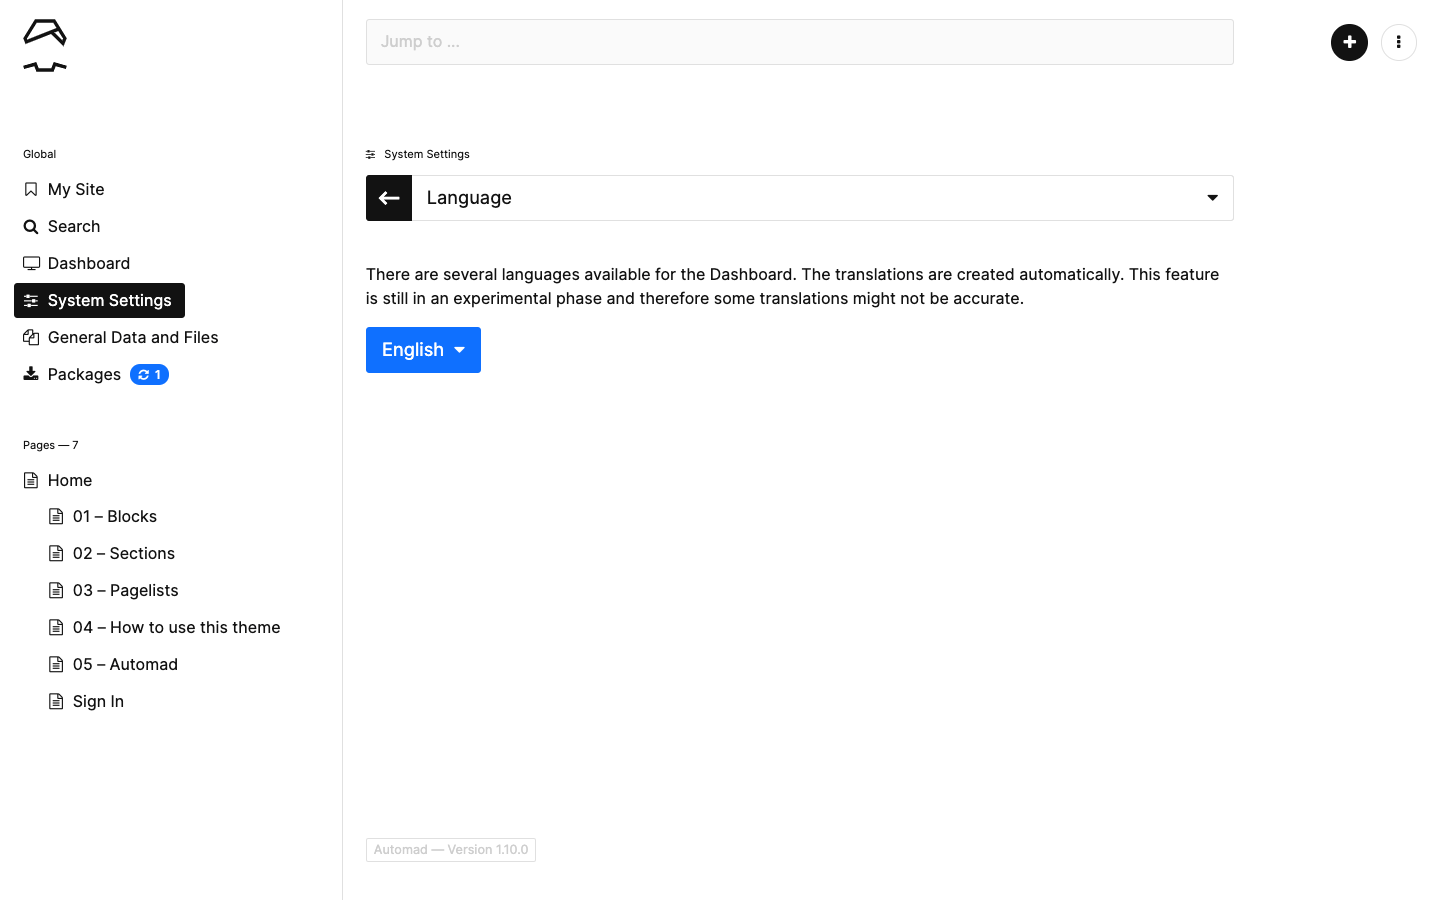 Jump to ...
Global
My Site
Search
Dashboard
System Settings
General Data and Files
Packages 1
Pages — 7
Home
01 – Blocks
02 – Sections
03 – Pagelists
04 – How to use this theme
05 – Automad
Sign In
System Settings
Language
There are several languages available for the Dashboard. The translations are created automatically. This feature
is still in an experimental phase and therefore some translations might not be accurate.
English
Automad — Version 1.10.0